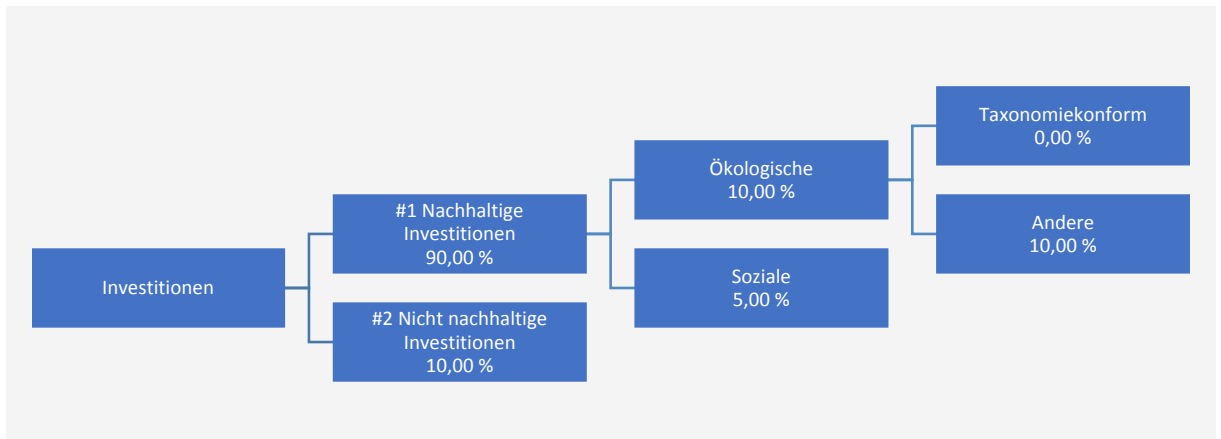 Investitionen
#1 Nachhaltige
Investitionen
90,00 %
#2 Nicht nachhaltige
Investitionen
10,00 %
Ökologische
10,00 %
Soziale
5,00 %
Taxonomiekonform
0,00 %
Andere
10,00 %